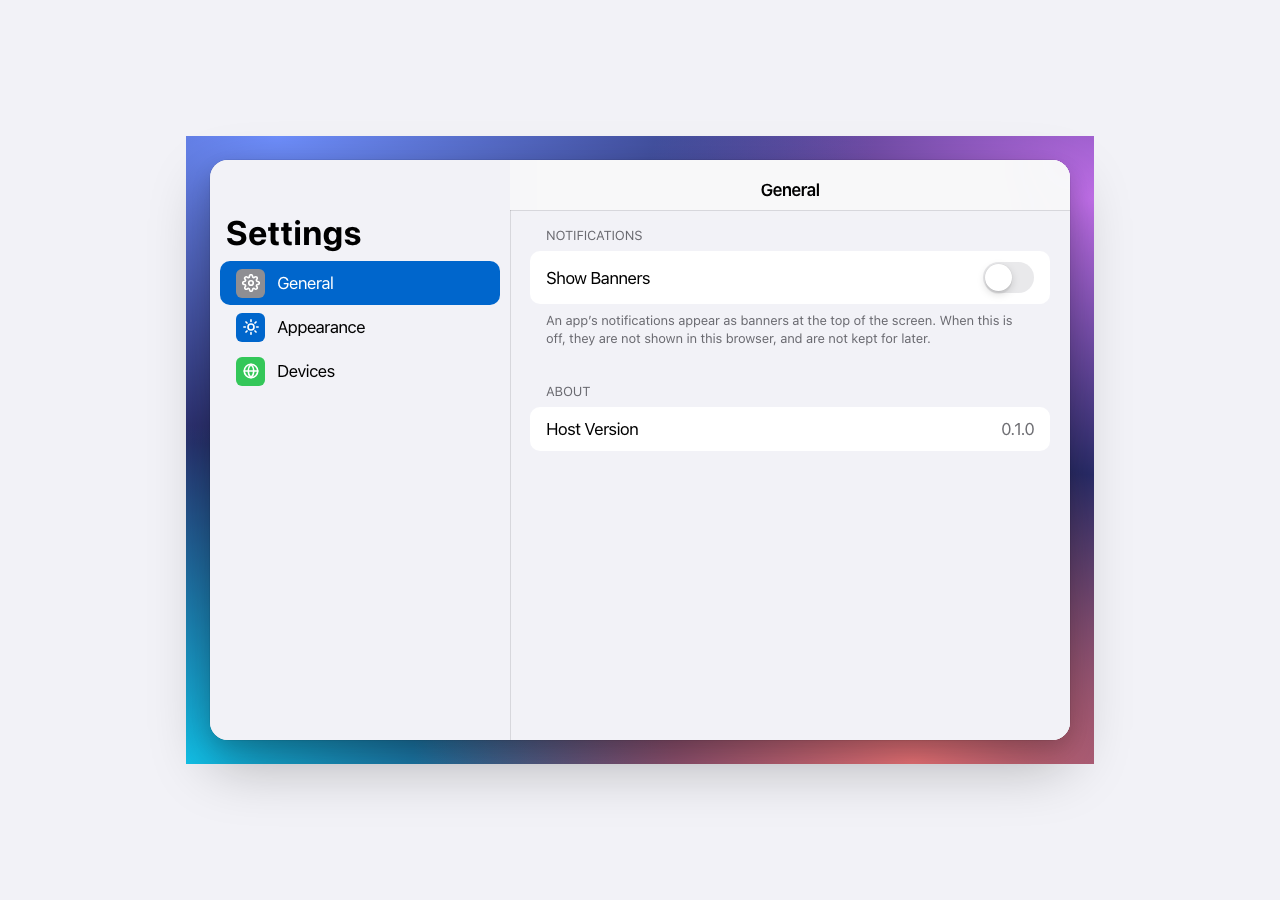 Settings
General
Appearance
Devices
General
NOTIFICATIONS
Show Banners
An app’s notifications appear as banners at the top of the screen. When this is
off, they are not shown in this browser, and are not kept for later.
ABOUT
Host Version 0.1.0